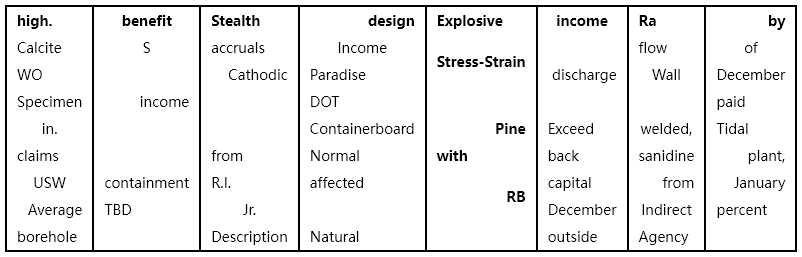 high. benefit Stealth design Explosive income Ra by
Calcite S accruals Income Stress-Strain flow of
WO Cathodic Paradise discharge Wall December
Specimen income DOT paid
in. Containerboard Pine Exceed welded, Tidal
claims from Normal with back sanidine plant,
USW containment R.I. affected RB capital from January
Average TBD Jr. December Indirect percent
borehole Description Natural outside Agency